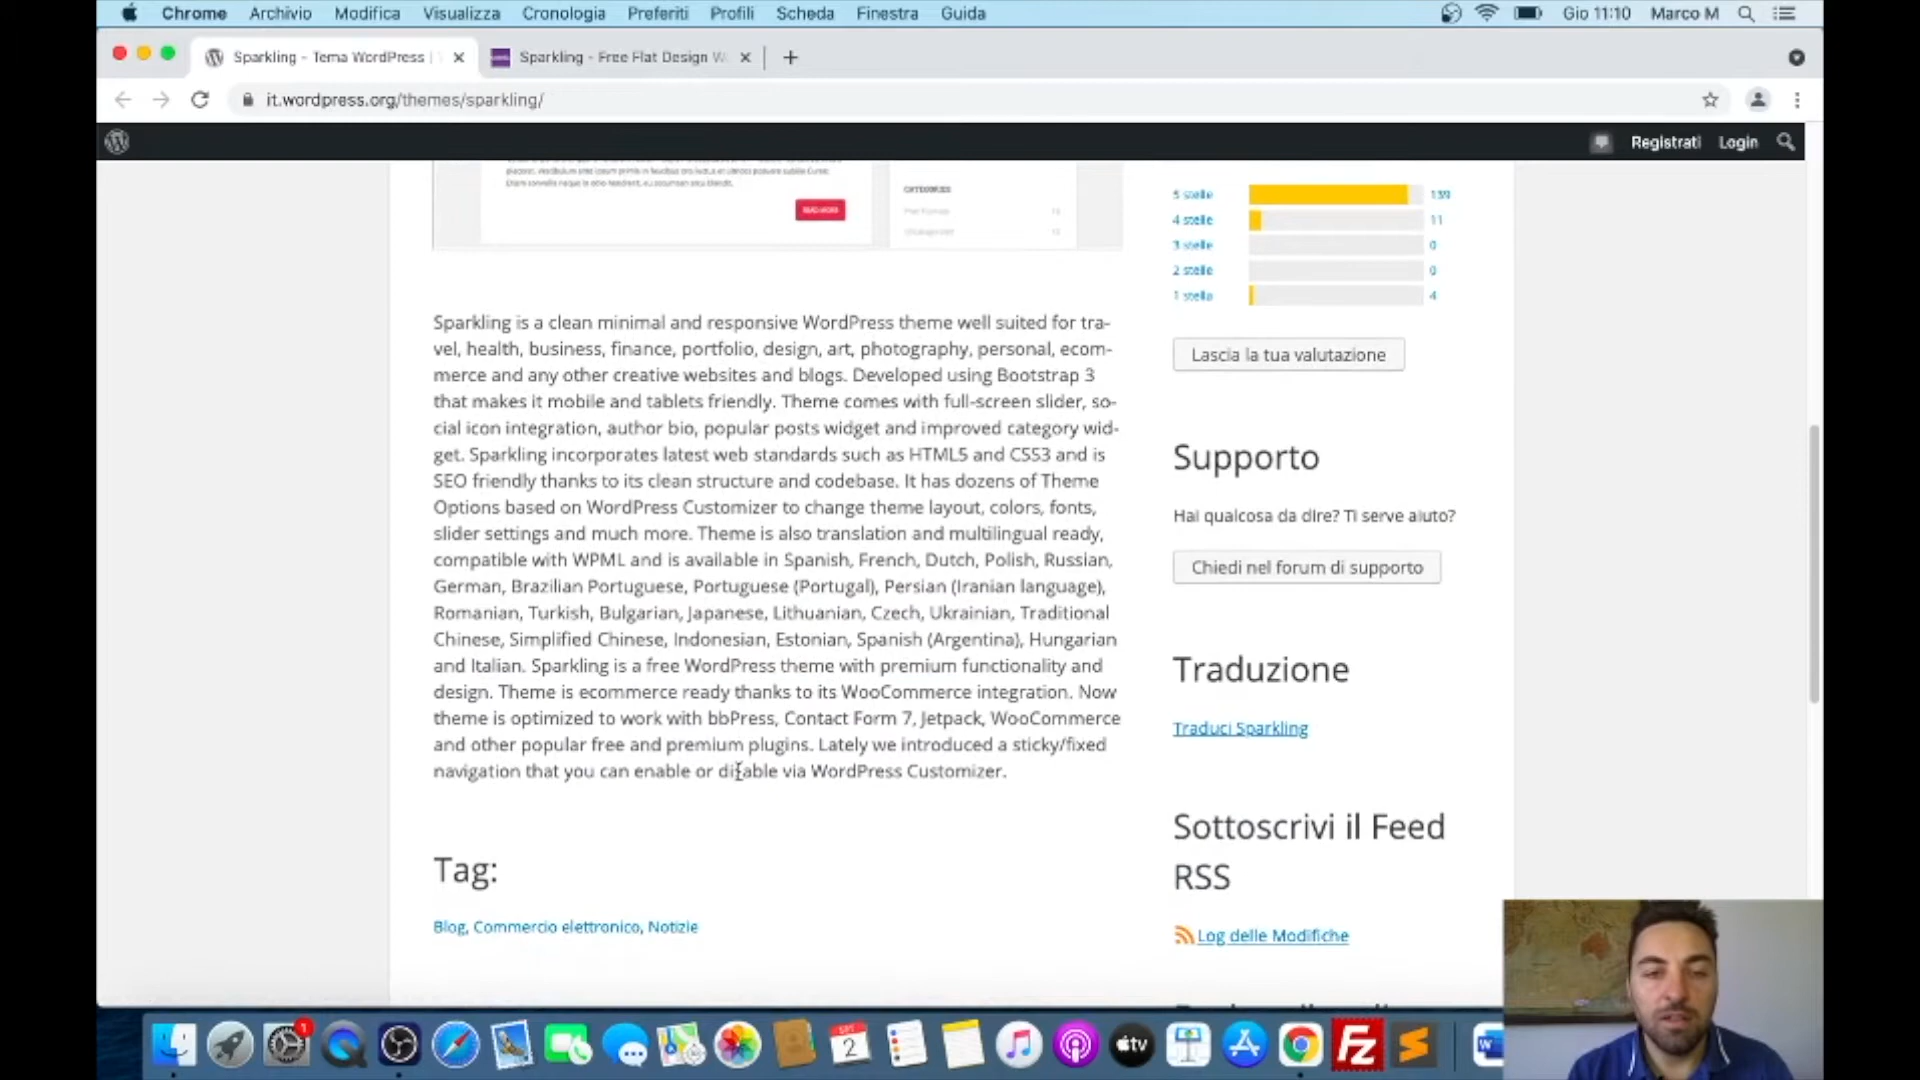 Chrome Archivio Modifica Visualizza Cronologia Preferiti Profili Scheda Finestra Guida Gio 11:10 Marco M
Sparkling - Tema WordPress |
Sparkling - Free Flat Design W
it.wordpress.org/themes/sparkling/
Registrati Login
CATEGORIES
READ MORE
Sparkling is a clean minimal and responsive WordPress theme well suited for tra-
vel, health, business, finance, portfolio, design, art, photography, personal, ecom-
merce and any other creative websites and blogs. Developed using Bootstrap 3
that makes it mobile and tablets friendly. Theme comes with full-screen slider, so-
cial icon integration, author bio, popular posts widget and improved category wid-
get. Sparkling incorporates latest web standards such as HTML5 and CSS3 and is
SEO friendly thanks to its clean structure and codebase. It has dozens of Theme
Options based on WordPress Customizer to change theme layout, colors, fonts,
slider settings and much more. Theme is also translation and multilingual ready,
compatible with WPML and is available in Spanish, French, Dutch, Polish, Russian,
German, Brazilian Portuguese, Portuguese (Portugal), Persian (Iranian language),
Romanian, Turkish, Bulgarian, Japanese, Lithuanian, Czech, Ukrainian, Traditional
Chinese, Simplified Chinese, Indonesian, Estonian, Spanish (Argentina), Hungarian
and Italian. Sparkling is a free WordPress theme with premium functionality and
design. Theme is ecommerce ready thanks to its WooCommerce integration. Now
theme is optimized to work with bbPress, Contact Form 7, Jetpack, WooCommerce
and other popular free and premium plugins. Lately we introduced a sticky/fixed
navigation that you can enable or disable via WordPress Customizer.
Tag:
Blog, Commercio elettronico, Notizie
5 stelle 139
4 stelle 11
3 stelle 0
2 stelle 0
1 stella 4
Lascia la tua valutazione
Supporto
Hai qualcosa da dire? Ti serve aiuto?
Chiedi nel forum di supporto
Traduzione
Traduci Sparkling
Sottoscrivi il Feed
RSS
Log delle Modifiche
1
2
tv
FZ
W